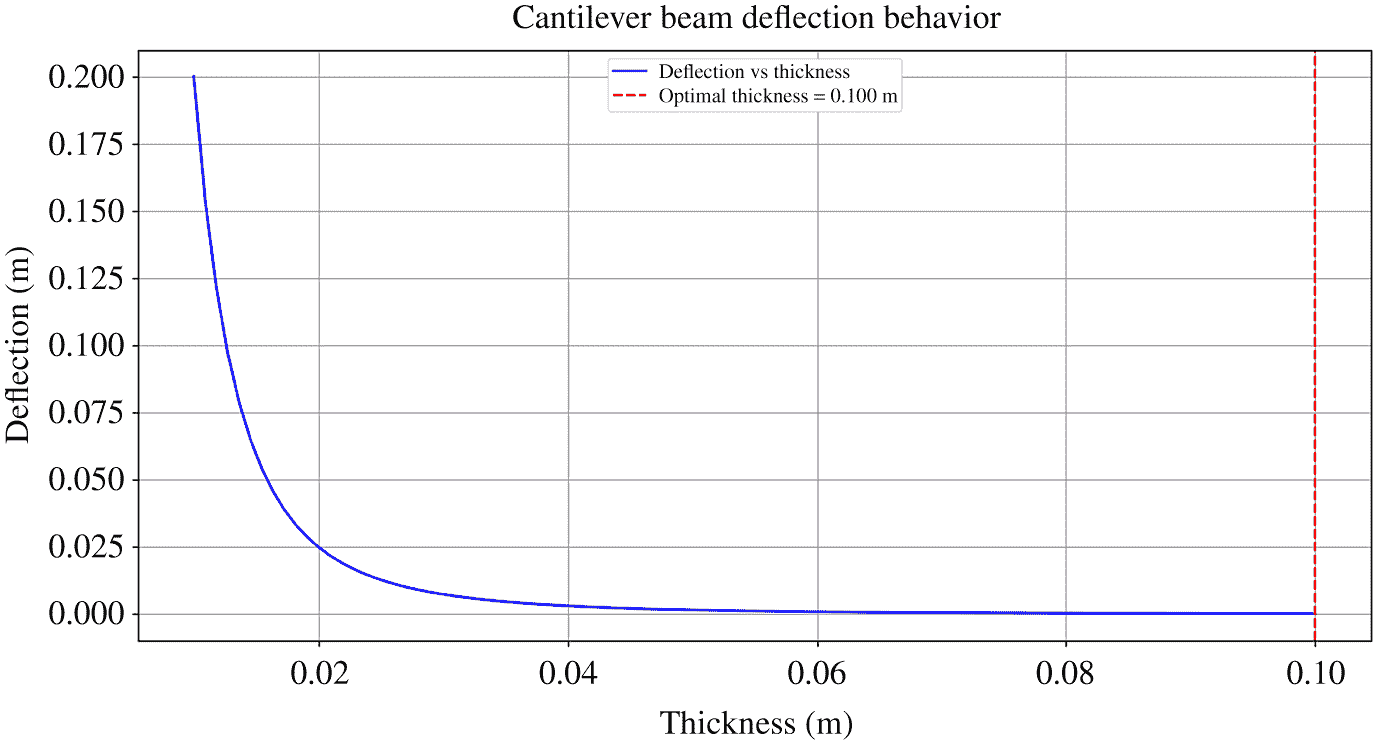 Cantilever beam deflection behavior
Deflection vs thickness
Optimal thickness = 0.100 m
0.200
0.175
0.150
0.125
0.100
0.075
0.050
0.025
0.000
Deflection (m)
0.02 0.04 0.06 0.08 0.10
Thickness (m)